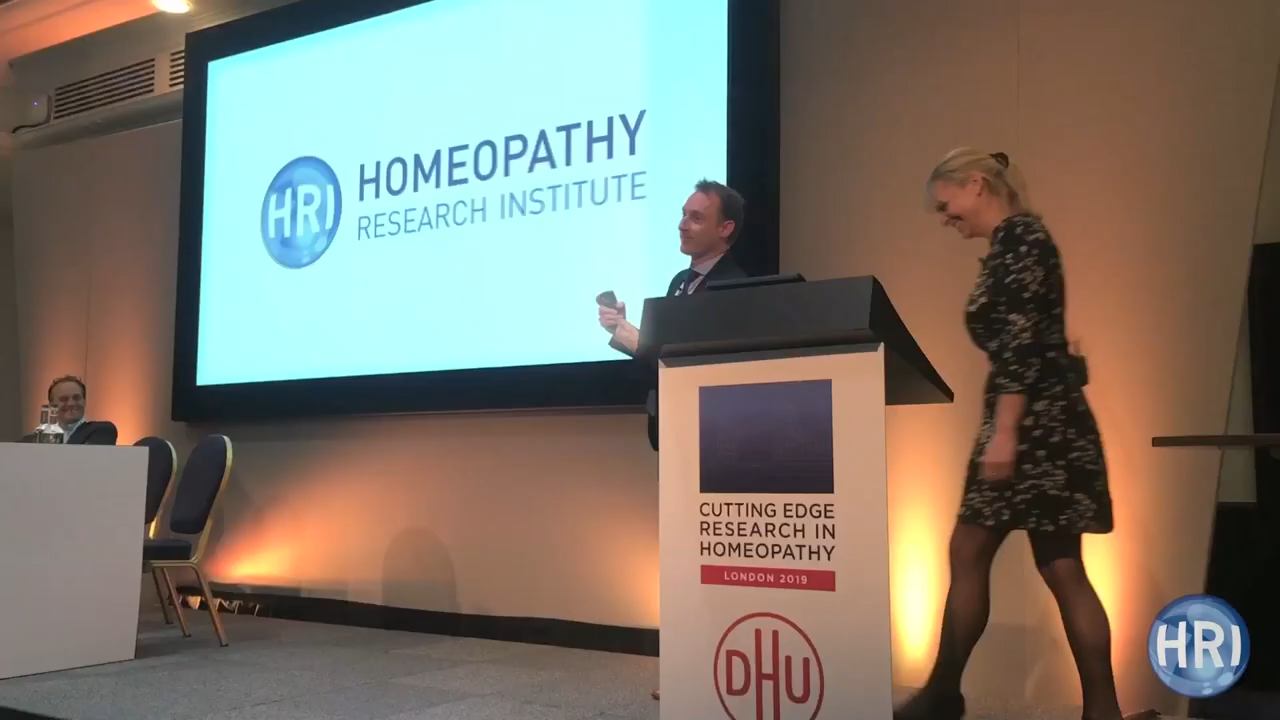 HRI
HOMEOPATHY
RESEARCH INSTITUTE
CUTTING EDGE
RESEARCH IN
HOMEOPATHY
LONDON 2019
DHU
HRI